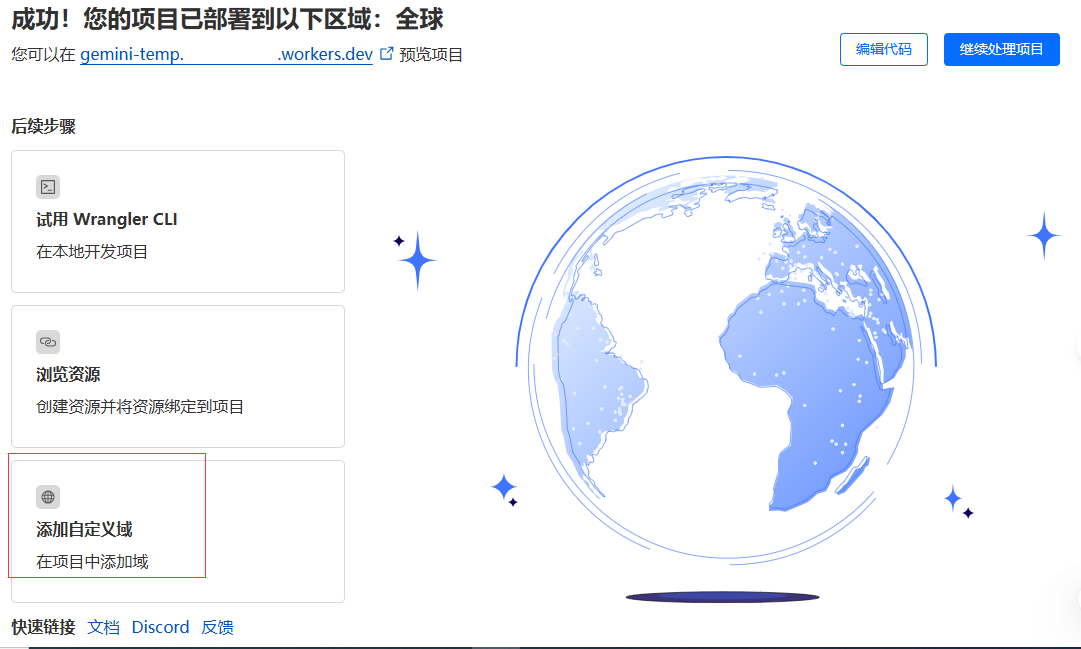 成功！您的项目已部署到以下区域：全球
您可以在 gemini-temp. .workers.dev 预览项目
编辑代码
继续处理项目
后续步骤
试用 Wrangler CLI
在本地开发项目
浏览资源
创建资源并将资源绑定到项目
添加自定义域
在项目中添加域
快速链接 文档 Discord 反馈